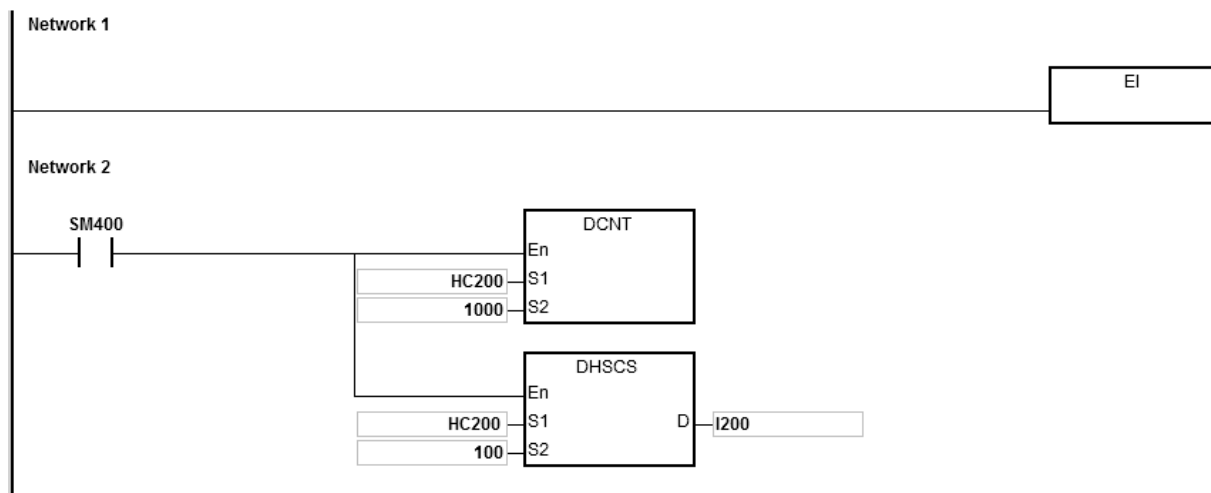 Network 1
EI
Network 2
SM400
DCNT
En
HC200 S1
1000 S2
DHSCS
En
HC200 S1 D I200
100 S2